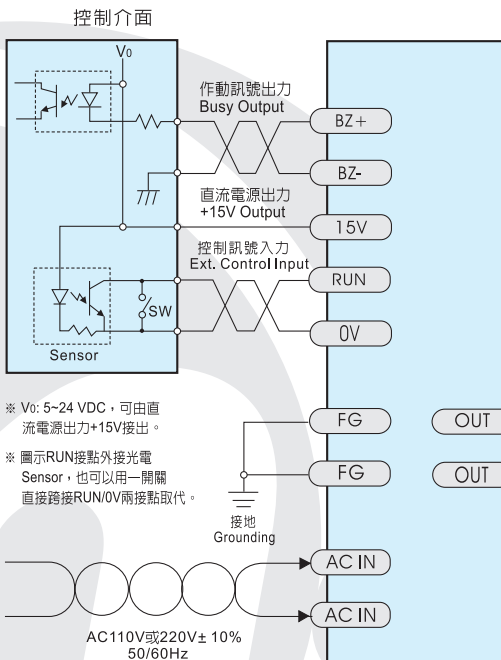 控制介面
V0
作動訊號出力
Busy Output
BZ+
BZ-
直流電源出力
+15V Output
15V
控制訊號入力
Ext. Control Input
RUN
SW
0V
Sensor
※ V0: 5~24 VDC，可由直
流電源出力+15V接出。
※ 圖示RUN接點外接光電
Sensor，也可以用一開關
直接跨接RUN/0V兩接點取代。
FG
OUT
FG
OUT
接地
Grounding
AC IN
AC IN
AC110V或220V± 10%
50/60Hz